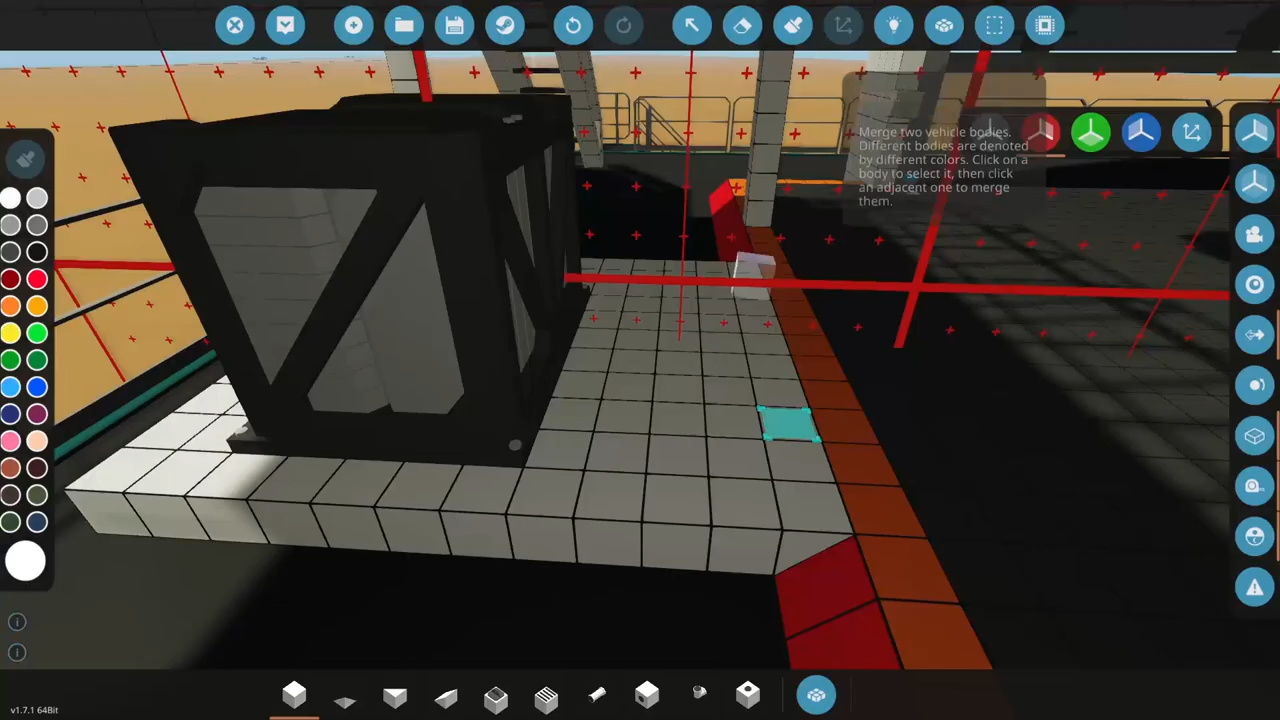 Merge two vehicle bodies.
Different bodies are denoted
by different colors. Click on a
body to select it, then click
an adjacent one to merge
them.
v1.7.1 64Bit